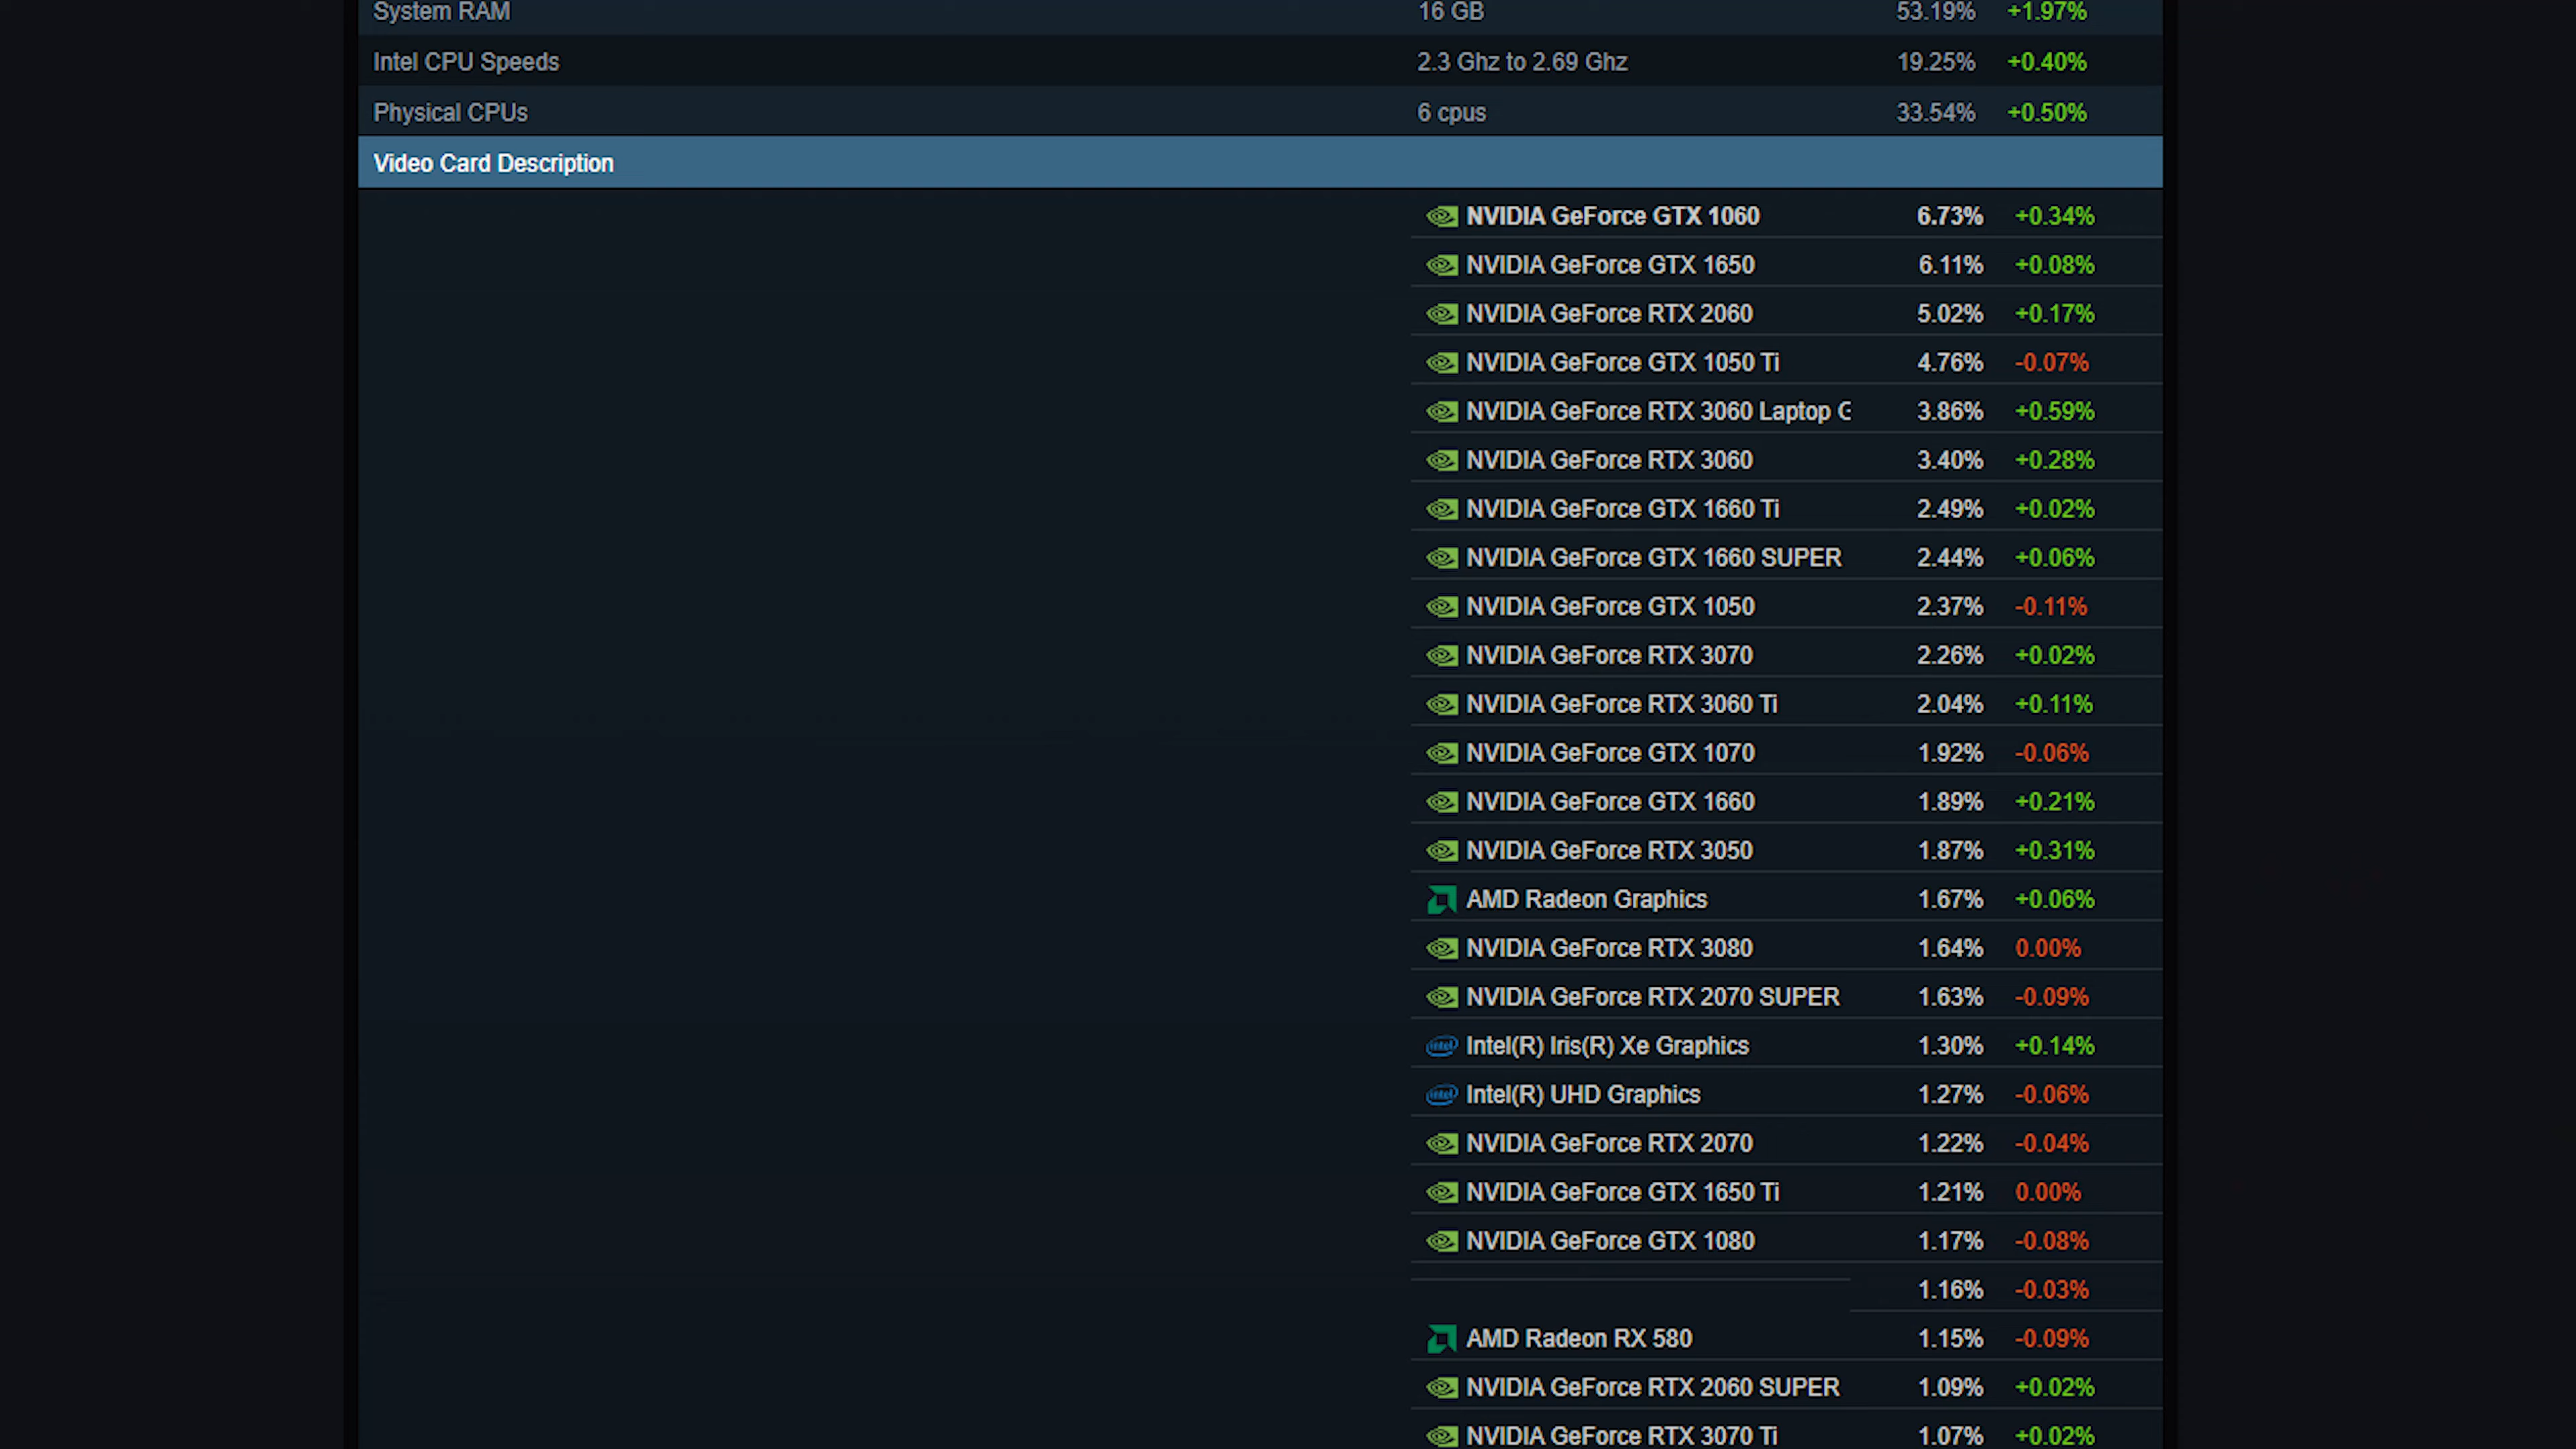 System RAM 16 GB 53.19% +1.97%
Intel CPU Speeds 2.3 Ghz to 2.69 Ghz 19.25% +0.40%
Physical CPUs 6 cpus 33.54% +0.50%
Video Card Description
NVIDIA GeForce GTX 1060 6.73% +0.34%
NVIDIA GeForce GTX 1650 6.11% +0.08%
NVIDIA GeForce RTX 2060 5.02% +0.17%
NVIDIA GeForce GTX 1050 Ti 4.76% -0.07%
NVIDIA GeForce RTX 3060 Laptop G 3.86% +0.59%
NVIDIA GeForce RTX 3060 3.40% +0.28%
NVIDIA GeForce GTX 1660 Ti 2.49% +0.02%
NVIDIA GeForce GTX 1660 SUPER 2.44% +0.06%
NVIDIA GeForce GTX 1050 2.37% -0.11%
NVIDIA GeForce RTX 3070 2.26% +0.02%
NVIDIA GeForce RTX 3060 Ti 2.04% +0.11%
NVIDIA GeForce GTX 1070 1.92% -0.06%
NVIDIA GeForce GTX 1660 1.89% +0.21%
NVIDIA GeForce RTX 3050 1.87% +0.31%
AMD Radeon Graphics 1.67% +0.06%
NVIDIA GeForce RTX 3080 1.64% 0.00%
NVIDIA GeForce RTX 2070 SUPER 1.63% -0.09%
intel Intel(R) Iris(R) Xe Graphics 1.30% +0.14%
intel Intel(R) UHD Graphics 1.27% -0.06%
NVIDIA GeForce RTX 2070 1.22% -0.04%
NVIDIA GeForce GTX 1650 Ti 1.21% 0.00%
NVIDIA GeForce GTX 1080 1.17% -0.08%
1.16% -0.03%
AMD Radeon RX 580 1.15% -0.09%
NVIDIA GeForce RTX 2060 SUPER 1.09% +0.02%
NVIDIA GeForce RTX 3070 Ti 1.07% +0.02%